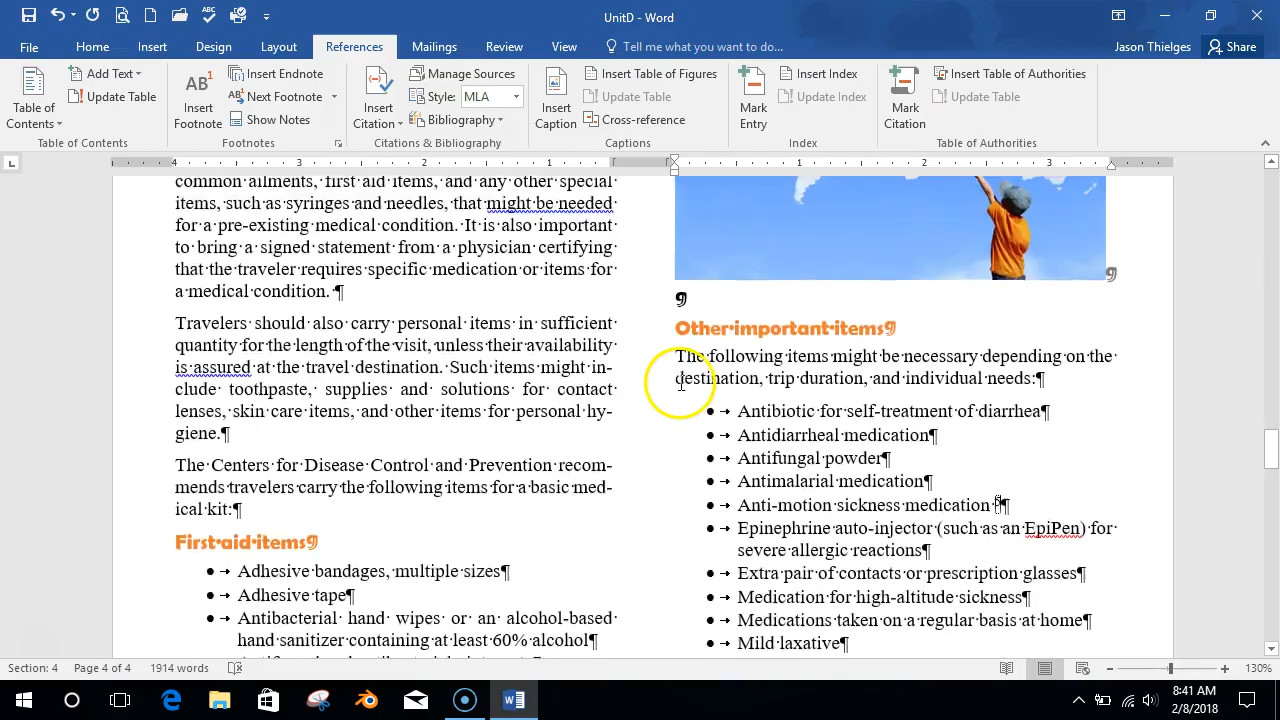 UnitD - Word
File Home Insert Design Layout References Mailings Review View Tell me what you want to do... Jason Thielges Share
Table of Contents
Add Text
Update Table
Table of Contents
AB1
Insert Footnote
Insert Endnote
AB1 Next Footnote
Show Notes
Footnotes
Insert Citation
Manage Sources
Style: MLA
Bibliography
Citations & Bibliography
Insert Caption
Insert Table of Figures
Update Table
Cross-reference
Captions
Mark Entry
Insert Index
Update Index
Index
Mark Citation
Insert Table of Authorities
Update Table
Table of Authorities
4 3 2 1 1 2 3
common ailments, first aid items, and any other special
items, such as syringes and needles, that might be needed
for a pre-existing medical condition. It is also important
to bring a signed statement from a physician certifying
that the traveler requires specific medication or items for
a medical condition. ¶
Travelers should also carry personal items in sufficient
quantity for the length of the visit, unless their availability
is assured at the travel destination. Such items might in-
clude toothpaste, supplies and solutions for contact
lenses, skin care items, and other items for personal hy-
giene.¶
The Centers for Disease Control and Prevention recom-
mends travelers carry the following items for a basic med-
ical kit:¶
First aid items¶
• Adhesive bandages, multiple sizes¶
• Adhesive tape¶
• Antibacterial hand wipes or an alcohol-based
hand sanitizer containing at least 60% alcohol¶
¶
¶
Other important items¶
The following items might be necessary depending on the
destination, trip duration, and individual needs:¶
• Antibiotic for self-treatment of diarrhea¶
• Antidiarrheal medication¶
• Antifungal powder¶
• Antimalarial medication¶
• Anti-motion sickness medication ¶
• Epinephrine auto-injector (such as an EpiPen) for
severe allergic reactions¶
• Extra pair of contacts or prescription glasses¶
• Medication for high-altitude sickness¶
• Medications taken on a regular basis at home¶
• Mild laxative¶
Section: 4 Page 4 of 4 1914 words 130%
8:41 AM
2/8/2018